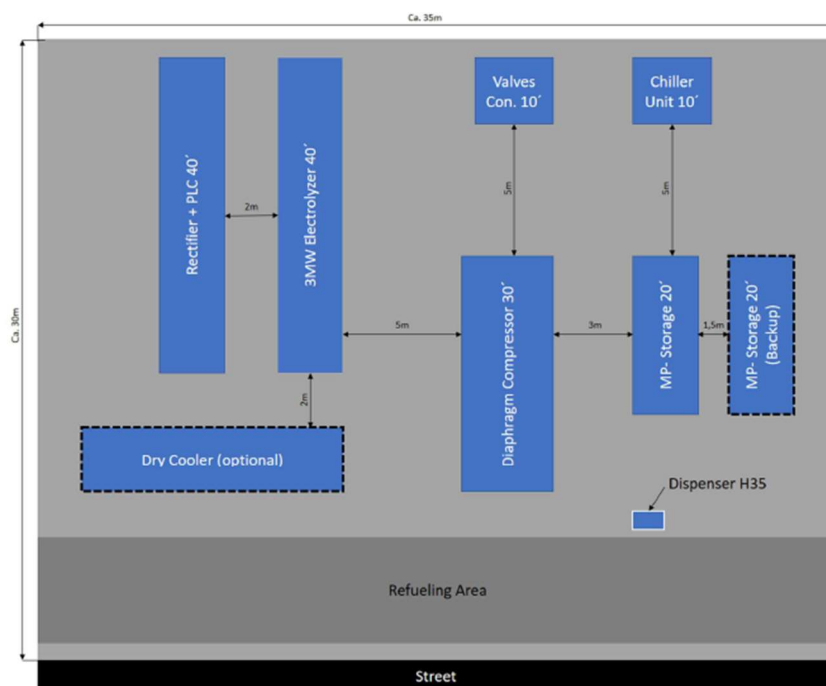 Ca. 35m
Ca. 30m
Rectifier + PLC 40´
2m
3MW Electrolyzer 40´
Valves
Con. 10´
Chiller
Unit 10´
5m
5m
5m
Diaphragm Compressor 30´
3m
MP- Storage 20´
1,5m
MP- Storage 20´
(Backup)
2m
Dry Cooler (optional)
Dispenser H35
Refueling Area
Street